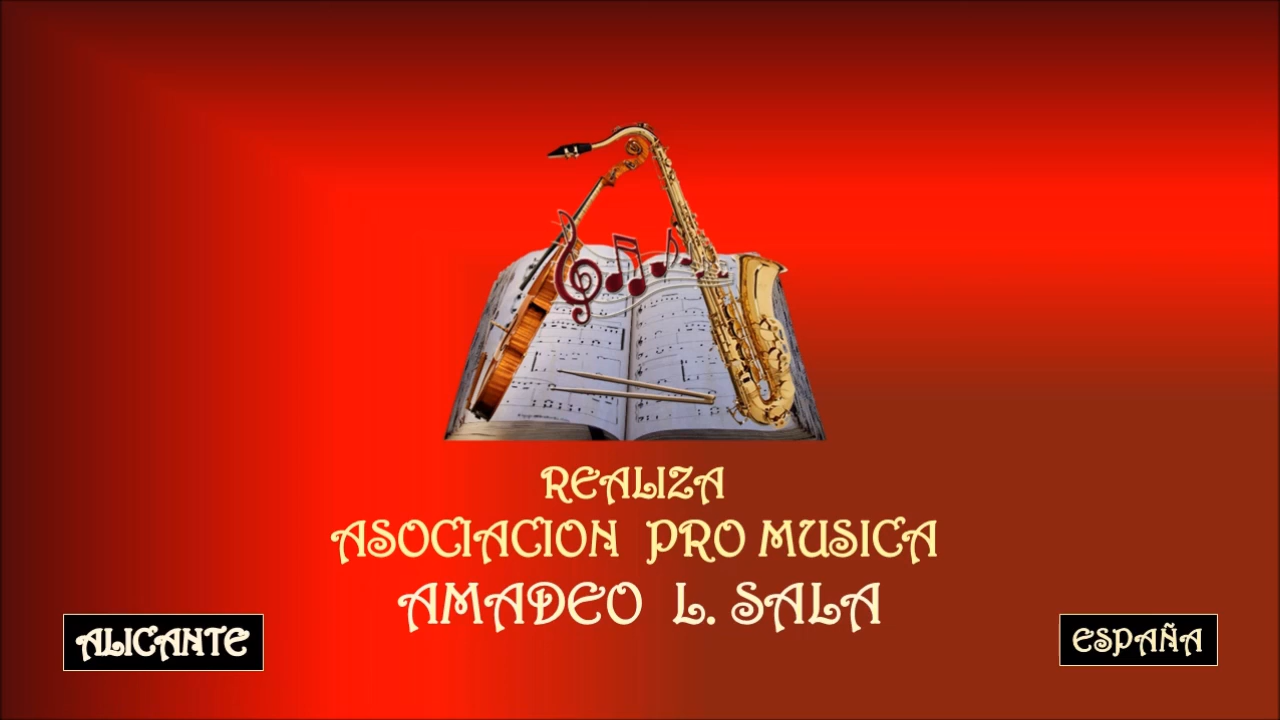 REALIZA
ASOCIACION PRO MUSICA
AMADEO L. SALA
ALICANTE
ESPAÑA